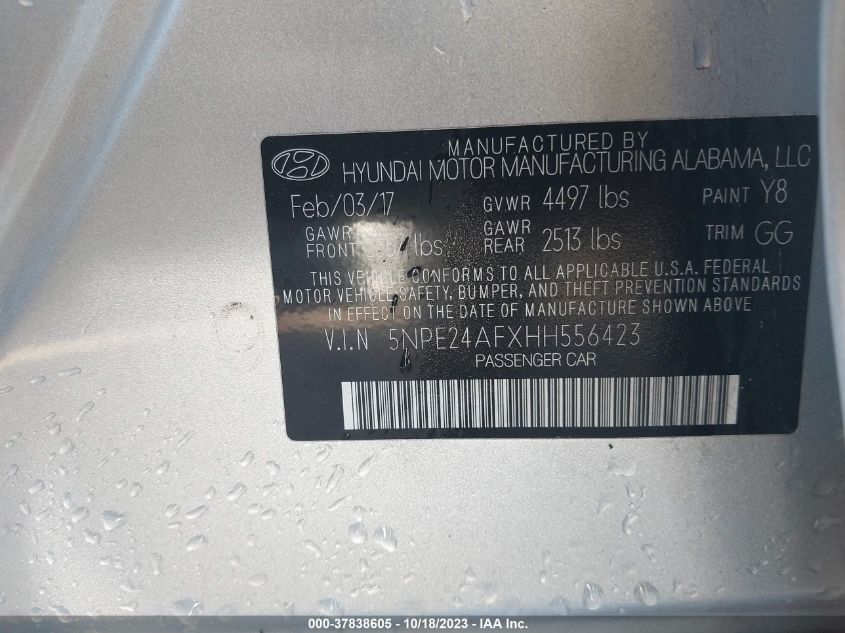 MANUFACTURED BY
HYUNDAI MOTOR MANUFACTURING ALABAMA, LLC
Feb/03/17 GVWR 4497 lbs PAINT Y8
GAWR FRONT lbs GAWR REAR 2513 lbs TRIM GG
THIS VEHICLE CONFORMS TO ALL APPLICABLE U.S.A. FEDERAL
MOTOR VEHICLE SAFETY, BUMPER, AND THEFT PREVENTION STANDARDS
IN EFFECT ON THE DATE OF MANUFACTURE SHOWN ABOVE
V.I.N 5NPE24AFXHH556423
PASSENGER CAR
000-37838605 - 10/18/2023 - IAA Inc.